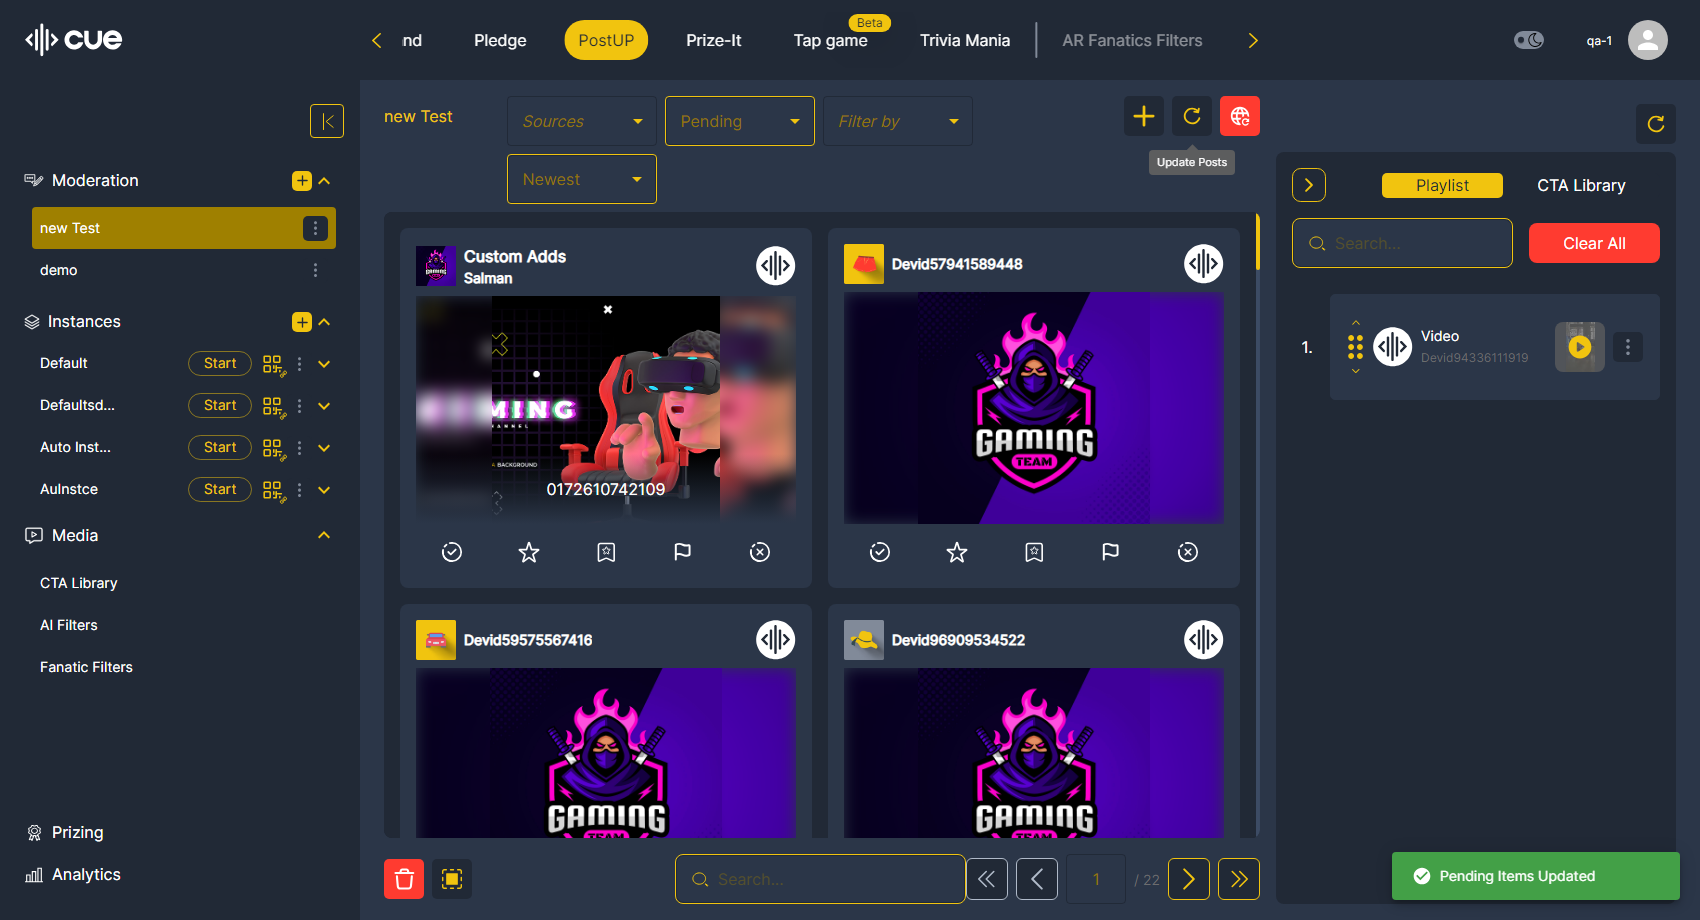 cue
nd
Pledge
PostUP
Prize-It
Tap game
Beta
Trivia Mania
AR Fanatics Filters
qa-1
Moderation
new Test
demo
Instances
Default
Start
Defaultsd...
Start
Auto Inst...
Start
AuInstce
Start
Media
CTA Library
AI Filters
Fanatic Filters
Prizing
Analytics
new Test
Sources
Pending
Filter by
Newest
Update Posts
Custom Adds
Salman
GAMING
MING
CHANNEL
BACKGROUND
0172610742109
Devid57941589448
GAMING
TEAM
Devid59575567416
GAMING
TEAM
Devid96909534522
GAMING
TEAM
Search...
1
/ 22
Playlist
CTA Library
Search...
Clear All
1.
Video
Devid94336111919
Pending Items Updated